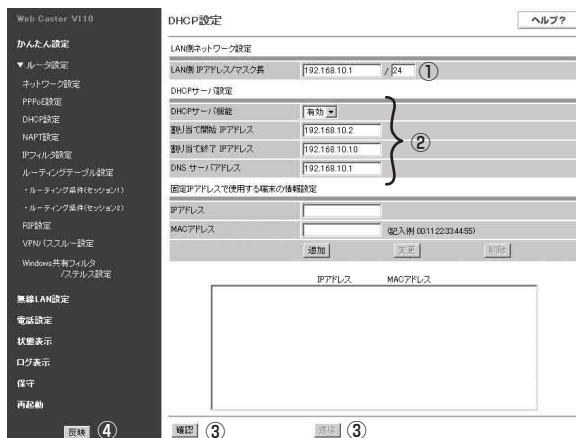 Web Caster V110
かんたん設定
▼ ルータ設定
ネットワーク設定
PPPoE設定
DHCP設定
NAPT設定
IPフィルタ設定
ルーティングテーブル設定
・ルーティング条件(セッション1)
・ルーティング条件(セッション2)
RIP設定
VPNパススルー設定
Windows共有フィルタ
/ステルス設定
無線LAN設定
電話設定
状態表示
ログ表示
保守
再起動
反映 ④
DHCP設定 ヘルプ?
LAN側ネットワーク設定
LAN側 IPアドレス/マスク長 192.168.10.1 / 24 ①
DHCPサーバ設定
DHCPサーバ機能 有効
割り当て開始 IPアドレス 192.168.10.2
割り当て終了 IPアドレス 192.168.10.10
DNS サーバアドレス 192.168.10.1
②
固定IPアドレスで使用する端末の情報設定
IPアドレス
MACアドレス (記入例 00:11:22:33:44:55)
追加 変更 削除
IPアドレス MACアドレス
確認 ③ 送信 ③